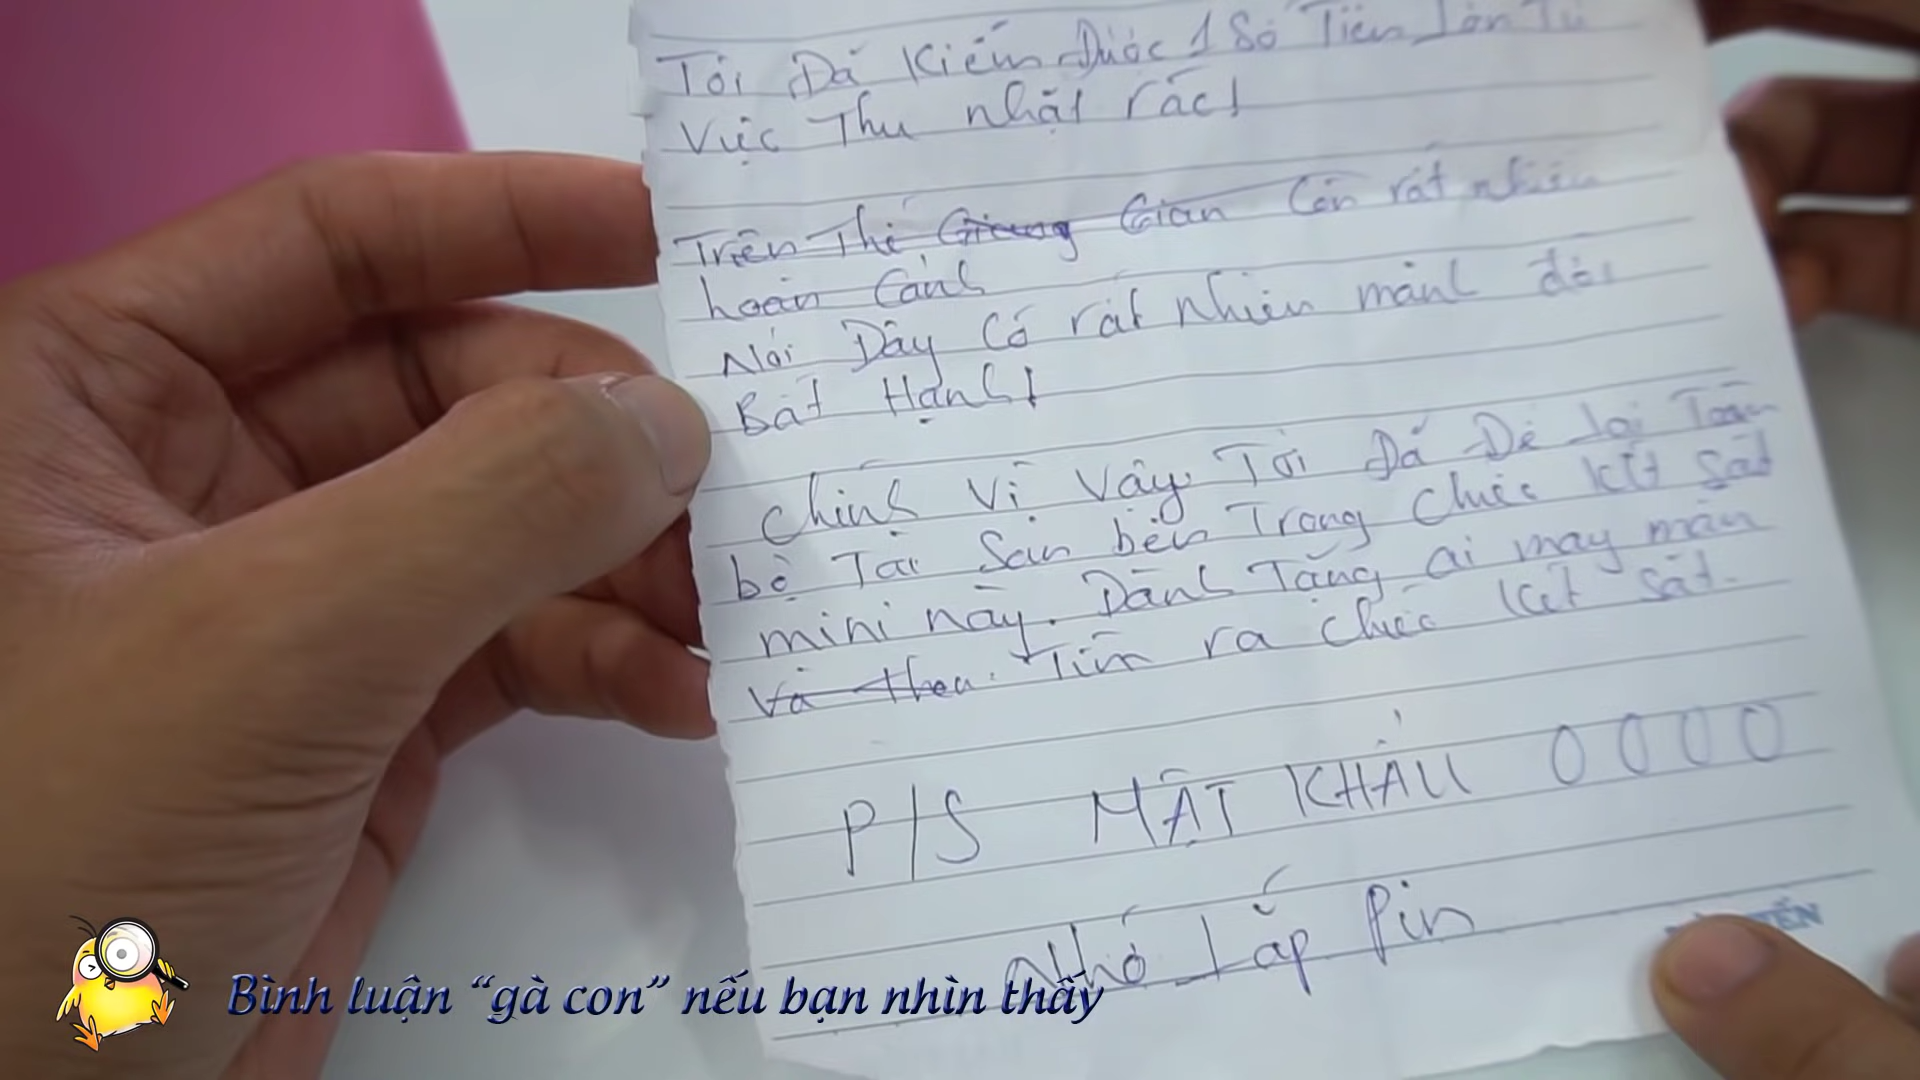 Tôi Đã Kiếm Được 1 Số Tiền Lớn Từ
Vực Thu nhặt rác!
Trên Thế Giang Gian Còn rất nhiều
hoàn Cảnh
Nơi Đây Có rất Nhiều mảnh đời
Bất Hạnh!
Chính Vì Vậy. Tôi Đã Để lại Toàn
bộ Tài Sản bên Trong Chiếc Két Sắt
mini này. Dành Tặng ai may mắn
Và theu. Tìm ra Chiếc Két Sắt.
P/S MẬT KHẨU 0000
Nhớ Lắp Pin
Bình luận “gà con” nếu bạn nhìn thấy